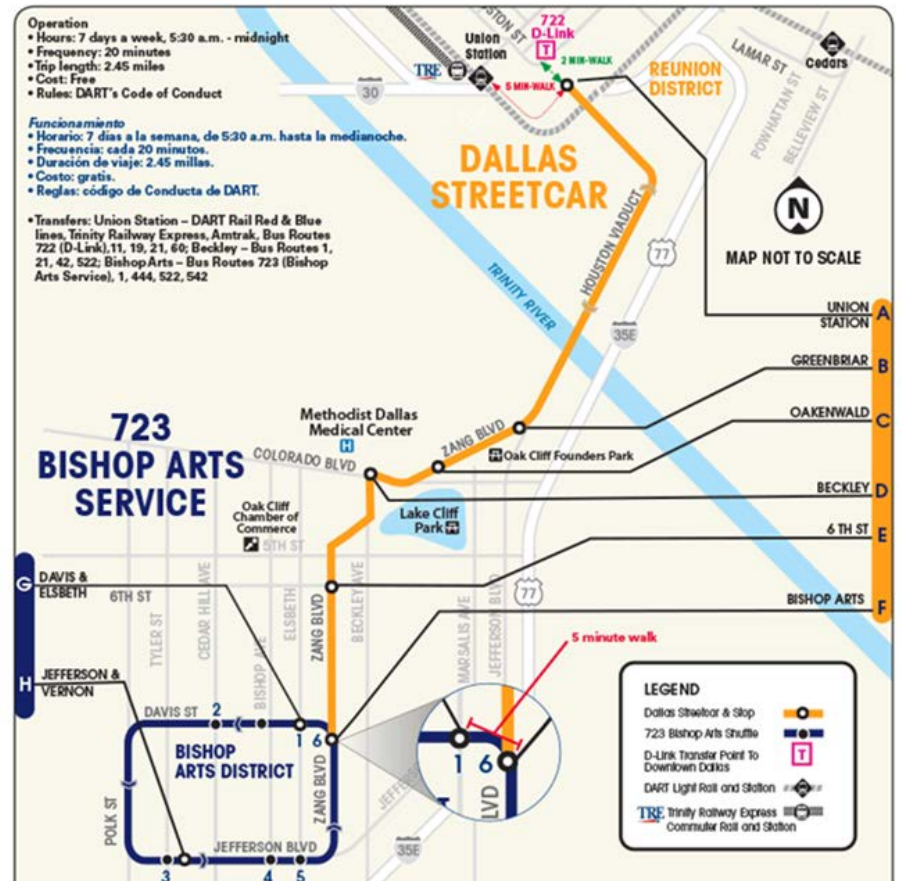 Operation
• Hours: 7 days a week, 5:30 a.m. - midnight
• Frequency: 20 minutes
• Trip length: 2.45 miles
• Cost: Free
• Rules: DART's Code of Conduct
Funcionamiento
• Horario: 7 días a la semana, de 5:30 a.m. hasta la medianoche.
• Frecuencia: cada 20 minutos.
• Duración de viaje: 2.45 millas.
• Costo: gratis.
• Reglas: código de Conducta de DART.
• Transfers: Union Station – DART Rail Red & Blue
lines, Trinity Railway Express, Amtrak, Bus Routes
722 (D-Link),11, 19, 21, 60; Beckley – Bus Routes 1,
21, 42, 522; Bishop Arts – Bus Routes 723 (Bishop
Arts Service), 1, 444, 522, 542
722
D-Link
T
Union
Station
TRE
30
2 MIN-WALK
5 MIN-WALK
REUNION
DISTRICT
LAMAR ST
Cedars
POWHATTAN ST
BELLEVIEW ST
DALLAS
STREETCAR
N
MAP NOT TO SCALE
HOUSTON VIADUCT
77
TRINITY RIVER
35E
UNION
STATION
A
GREENBRIAR
B
OAKENWALD
C
BECKLEY
D
6 TH ST
E
BISHOP ARTS
F
723
BISHOP ARTS
SERVICE
Methodist Dallas
Medical Center
H
COLORADO BLVD
ZANG BLVD
Oak Cliff Founders Park
Oak Cliff
Chamber of
Commerce
5TH ST
Lake Cliff
Park
G
DAVIS &
ELSBETH
6TH ST
TYLER ST
CEDAR HILL AVE
ELSBETH
ZANG BLVD
BECKLEY AVE
MARSALIS AVE
JEFFERSON BLVD
77
5 minute walk
H
JEFFERSON &
VERNON
DAVIS ST
2
1
6
BISHOP
ARTS DISTRICT
POLK ST
ZANG BLVD
JEFFERSON BLVD
3
4
5
1
6
LVD
35E
LEGEND
Dallas Streetcar & Stop
723 Bishop Arts Shuttle
D-Link Transfer Point To
Downtown Dallas
T
DART Light Rail and Station
TRE Trinity Railway Express
Commuter Rail and Station